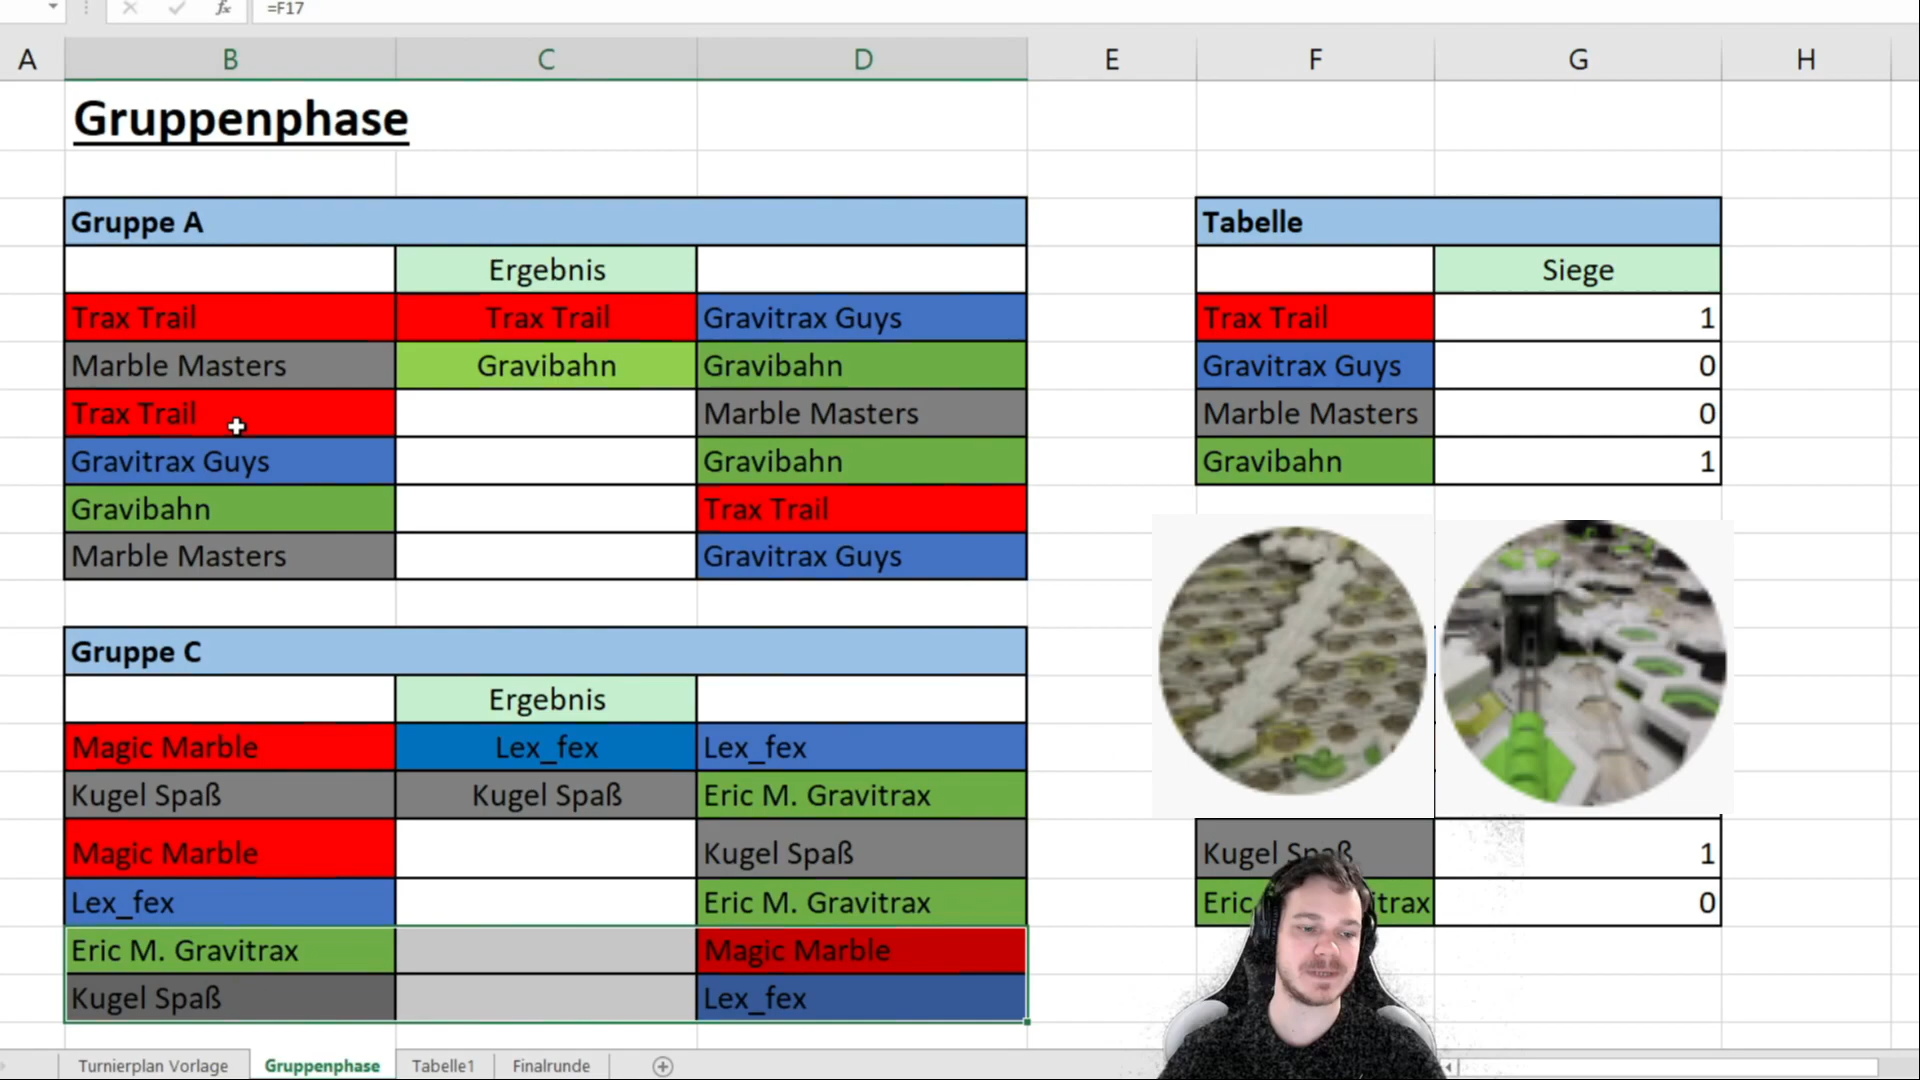 =F17
A B C D E F G H
Gruppenphase
Gruppe A
Ergebnis
Trax Trail Trax Trail Gravitrax Guys
Marble Masters Gravibahn Gravibahn
Trax Trail Marble Masters
Gravitrax Guys Gravibahn
Gravibahn Trax Trail
Marble Masters Gravitrax Guys
Tabelle
Siege
Trax Trail 1
Gravitrax Guys 0
Marble Masters 0
Gravibahn 1
Gruppe C
Ergebnis
Magic Marble Lex_fex Lex_fex
Kugel Spaß Kugel Spaß Eric M. Gravitrax
Magic Marble Kugel Spaß
Lex_fex Eric M. Gravitrax
Eric M. Gravitrax Magic Marble
Kugel Spaß Lex_fex
Kugel Spaß 1
Eric 0
Turnierplan Vorlage Gruppenphase Tabelle1 Finalrunde